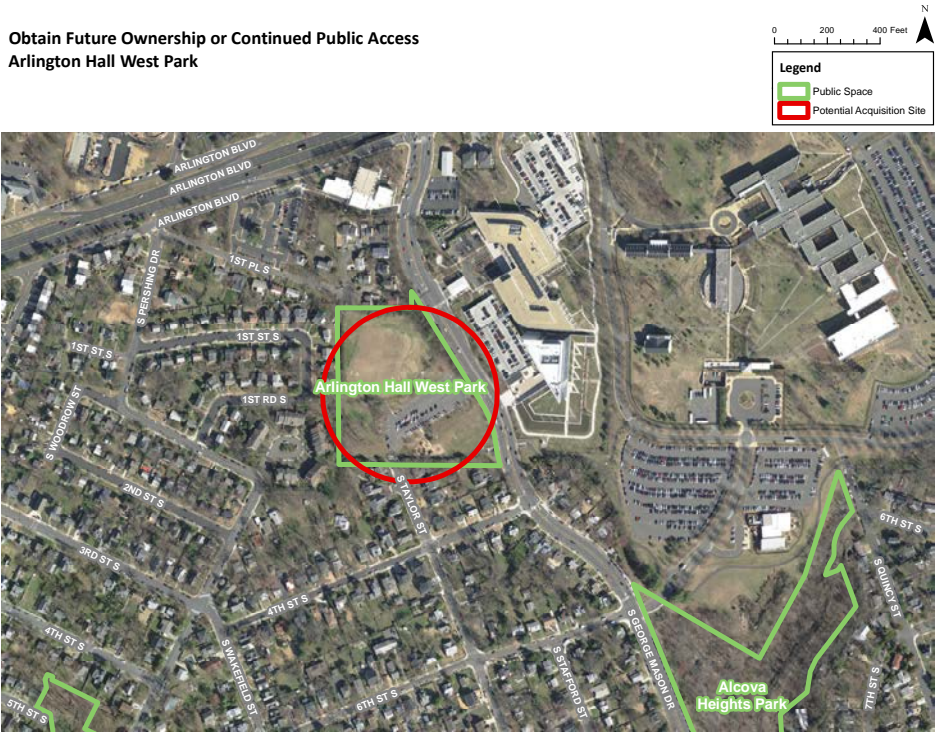 Obtain Future Ownership or Continued Public Access
Arlington Hall West Park
N
0 200 400 Feet
Legend
Public Space
Potential Acquisition Site
ARLINGTON BLVD
ARLINGTON BLVD
ARLINGTON BLVD
1ST PL S
S PERSHING DR
1ST ST S
1ST ST S
Arlington Hall West Park
1ST RD S
S WOODROW ST
2ND ST S
S TAYLOR ST
6TH ST S
3RD ST S
S QUINCY ST
4TH ST S
4TH ST S
S WAKEFIELD ST
S STAFFORD ST
S GEORGE MASON DR
7TH ST S
Alcova
Heights Park
6TH ST S
5TH ST S